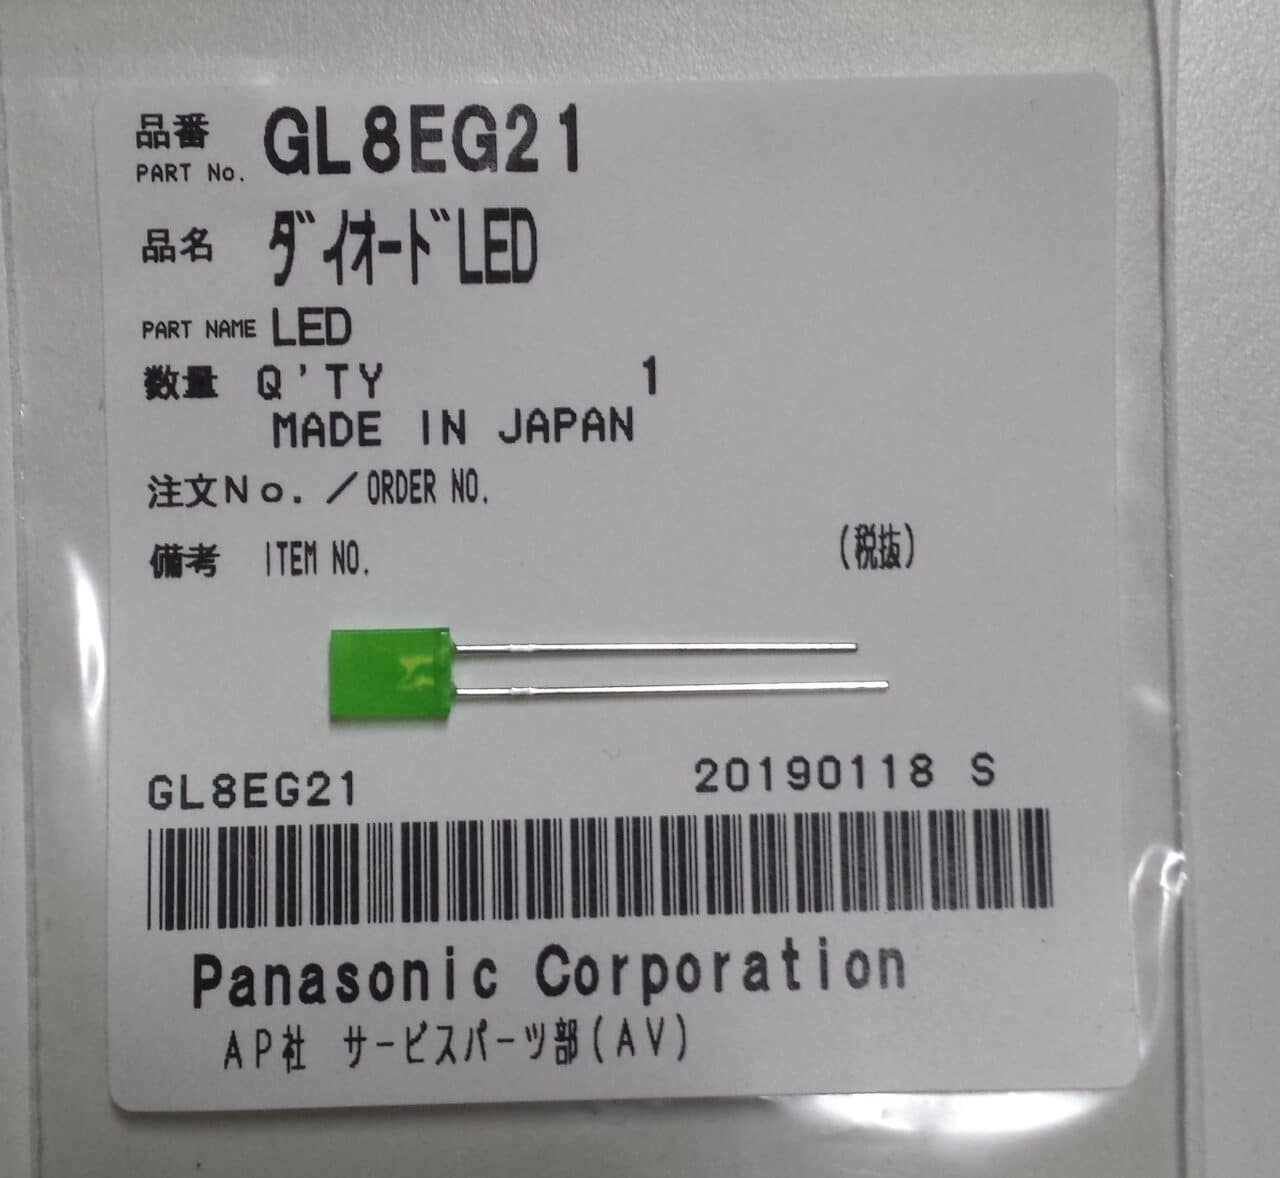 品番 GL8EG21
PART No.
品名 ﾀﾞｲｵｰﾄﾞLED
PART NAME LED
数量 Q'TY 1
MADE IN JAPAN
注文No.／ORDER NO.
備考 ITEM NO. (税抜)
GL8EG21 20190118 S
Panasonic Corporation
AP社 サービスパーツ部(AV)